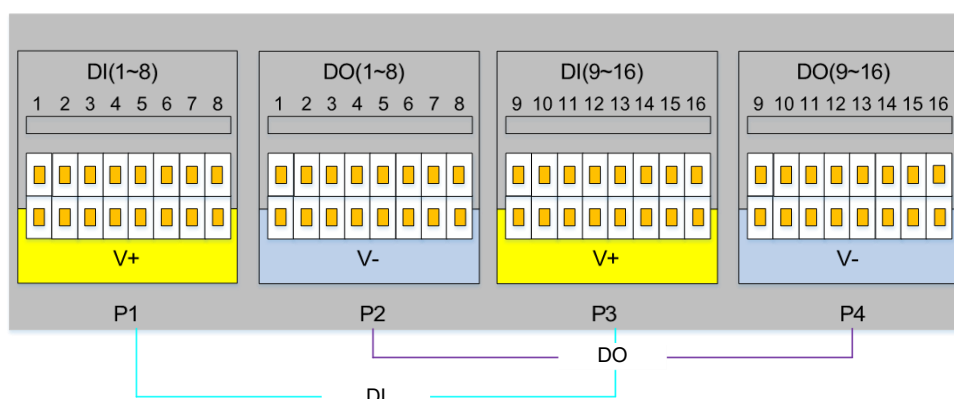 DI(1~8) DO(1~8) DI(9~16) DO(9~16)
1 2 3 4 5 6 7 8 1 2 3 4 5 6 7 8 9 10 11 12 13 14 15 16 9 10 11 12 13 14 15 16
V+ V- V+ V-
P1 P2 P3 P4
DO
DI